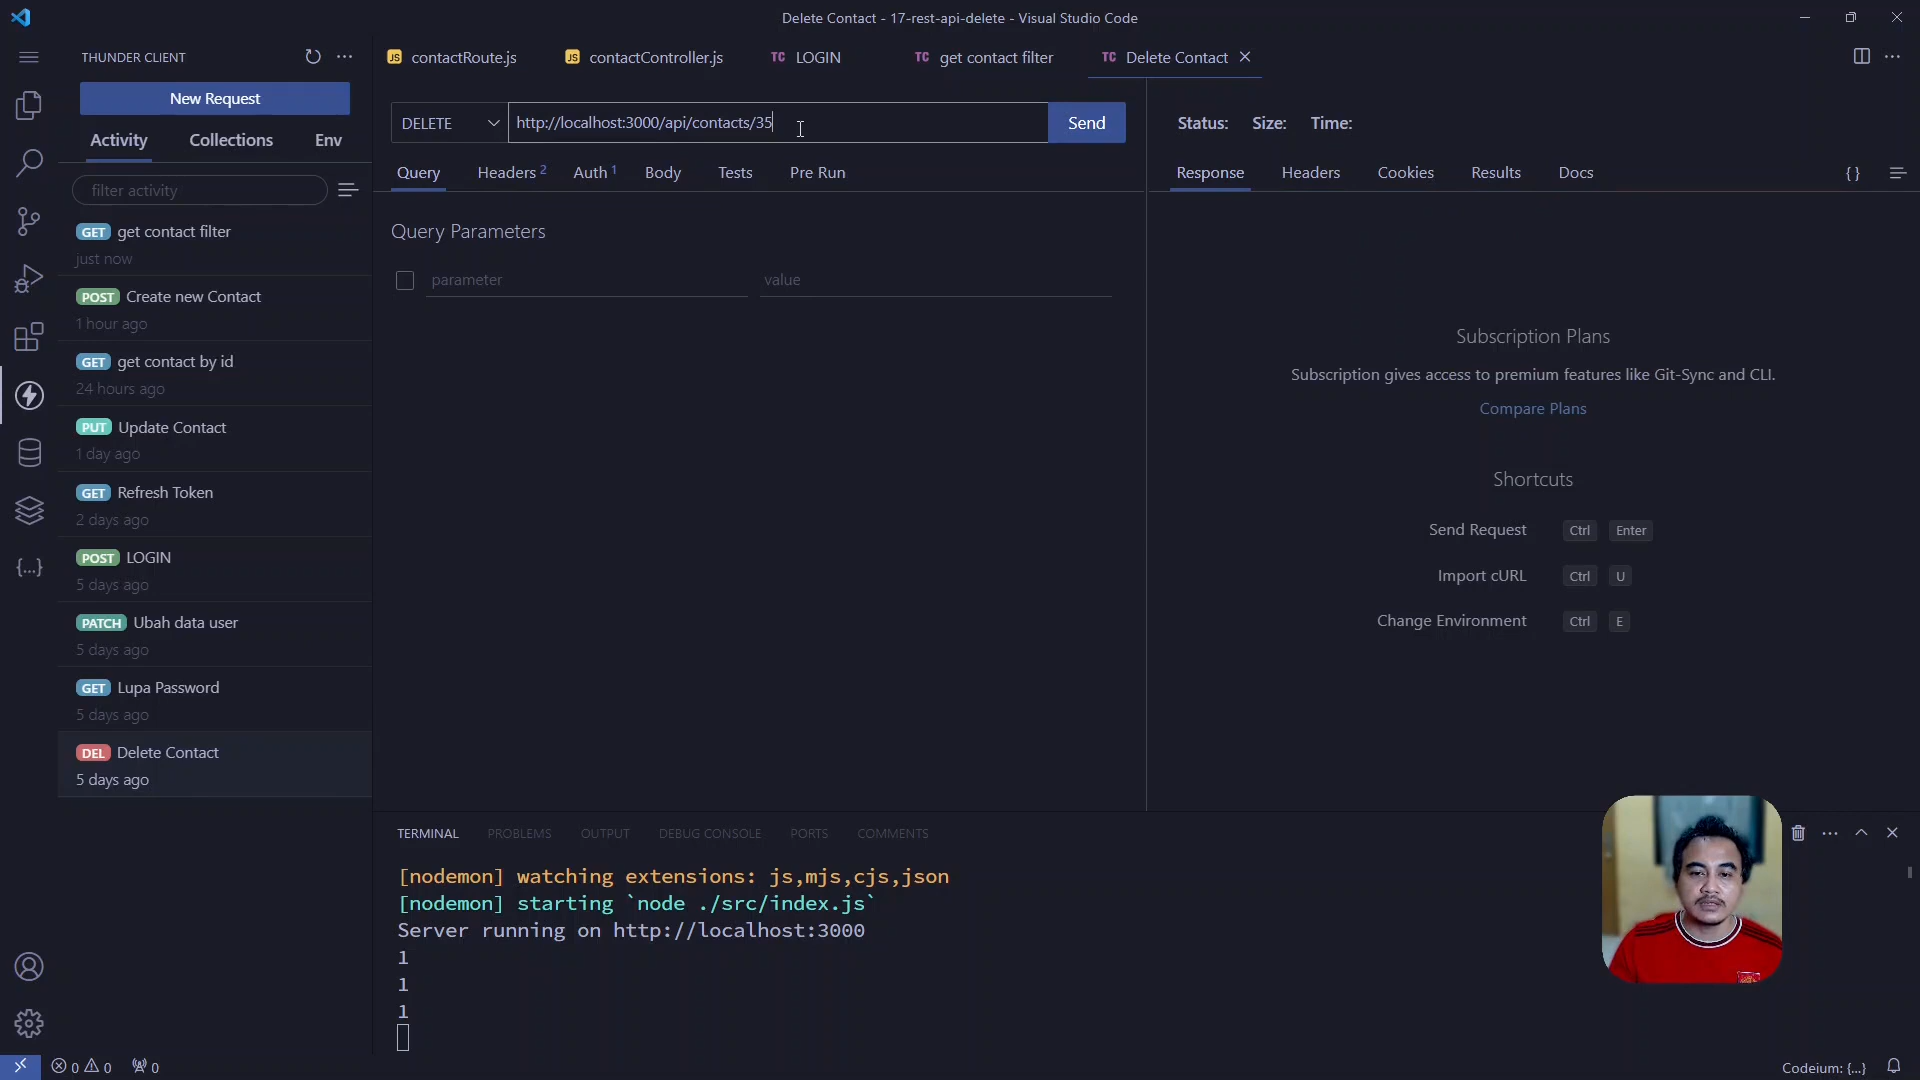 Delete Contact - 17-rest-api-delete - Visual Studio Code
THUNDER CLIENT
New Request
Activity Collections Env
filter activity
GET get contact filter
just now
POST Create new Contact
1 hour ago
GET get contact by id
24 hours ago
PUT Update Contact
1 day ago
GET Refresh Token
2 days ago
POST LOGIN
5 days ago
PATCH Ubah data user
5 days ago
GET Lupa Password
5 days ago
DEL Delete Contact
5 days ago
JS contactRoute.js JS contactController.js TC LOGIN TC get contact filter TC Delete Contact
DELETE http://localhost:3000/api/contacts/35 Send
Query Headers 2 Auth 1 Body Tests Pre Run
Query Parameters
parameter value
Status: Size: Time:
Response Headers Cookies Results Docs { }
Subscription Plans
Subscription gives access to premium features like Git-Sync and CLI.
Compare Plans
Shortcuts
Send Request Ctrl Enter
Import cURL Ctrl U
Change Environment Ctrl E
TERMINAL PROBLEMS OUTPUT DEBUG CONSOLE PORTS COMMENTS
[nodemon] watching extensions: js,mjs,cjs,json
[nodemon] starting `node ./src/index.js`
Server running on http://localhost:3000
1
1
1
0 0 0 Codeium: {...}